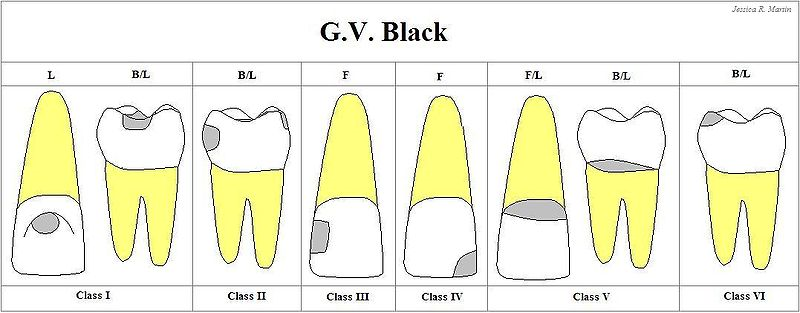 Jessica R. Martin
G.V. Black
L B/L B/L F F F/L B/L B/L
Class I Class II Class III Class IV Class V Class VI